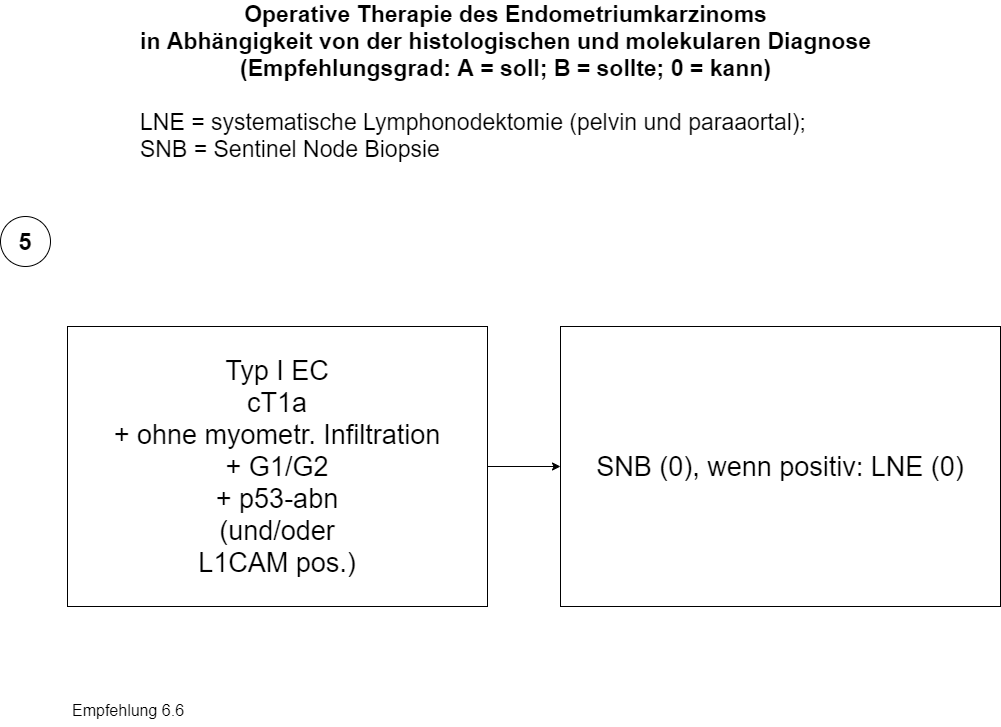 Operative Therapie des Endometriumkarzinoms
in Abhängigkeit von der histologischen und molekularen Diagnose
(Empfehlungsgrad: A = soll; B = sollte; 0 = kann)
LNE = systematische Lymphonodektomie (pelvin und paraaortal);
SNB = Sentinel Node Biopsie
5
Typ I EC
cT1a
+ ohne myometr. Infiltration
+ G1/G2
+ p53-abn
(und/oder
L1CAM pos.)
SNB (0), wenn positiv: LNE (0)
Empfehlung 6.6